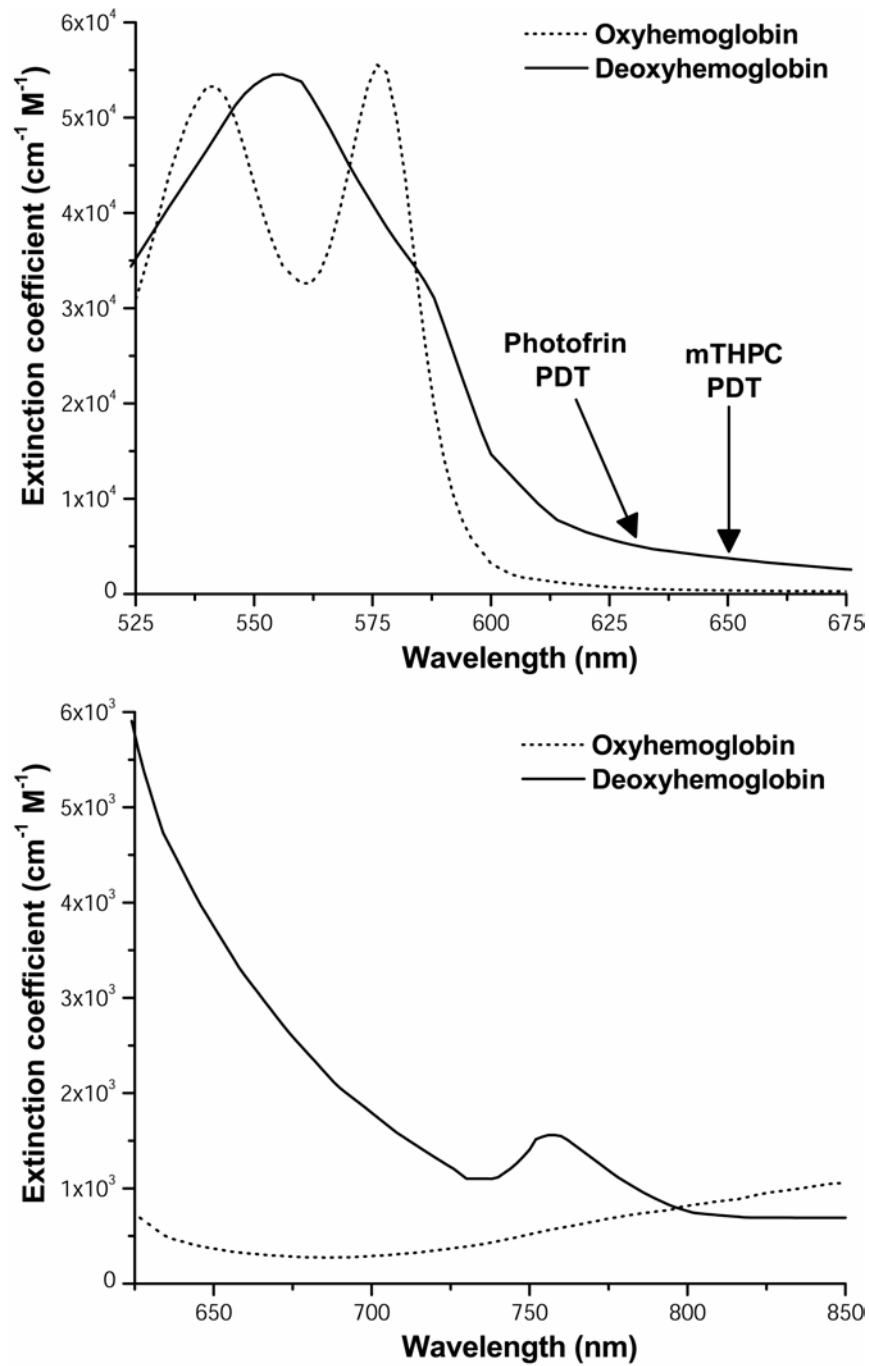 6x10⁴
5x10⁴
4x10⁴
3x10⁴
2x10⁴
1x10⁴
0
Extinction coefficient (cm⁻¹ M⁻¹)
Oxyhemoglobin
Deoxyhemoglobin
Photofrin
PDT
mTHPC
PDT
525 550 575 600 625 650 675
Wavelength (nm)
6x10³
5x10³
4x10³
3x10³
2x10³
1x10³
0
Extinction coefficient (cm⁻¹ M⁻¹)
Oxyhemoglobin
Deoxyhemoglobin
650 700 750 800 850
Wavelength (nm)